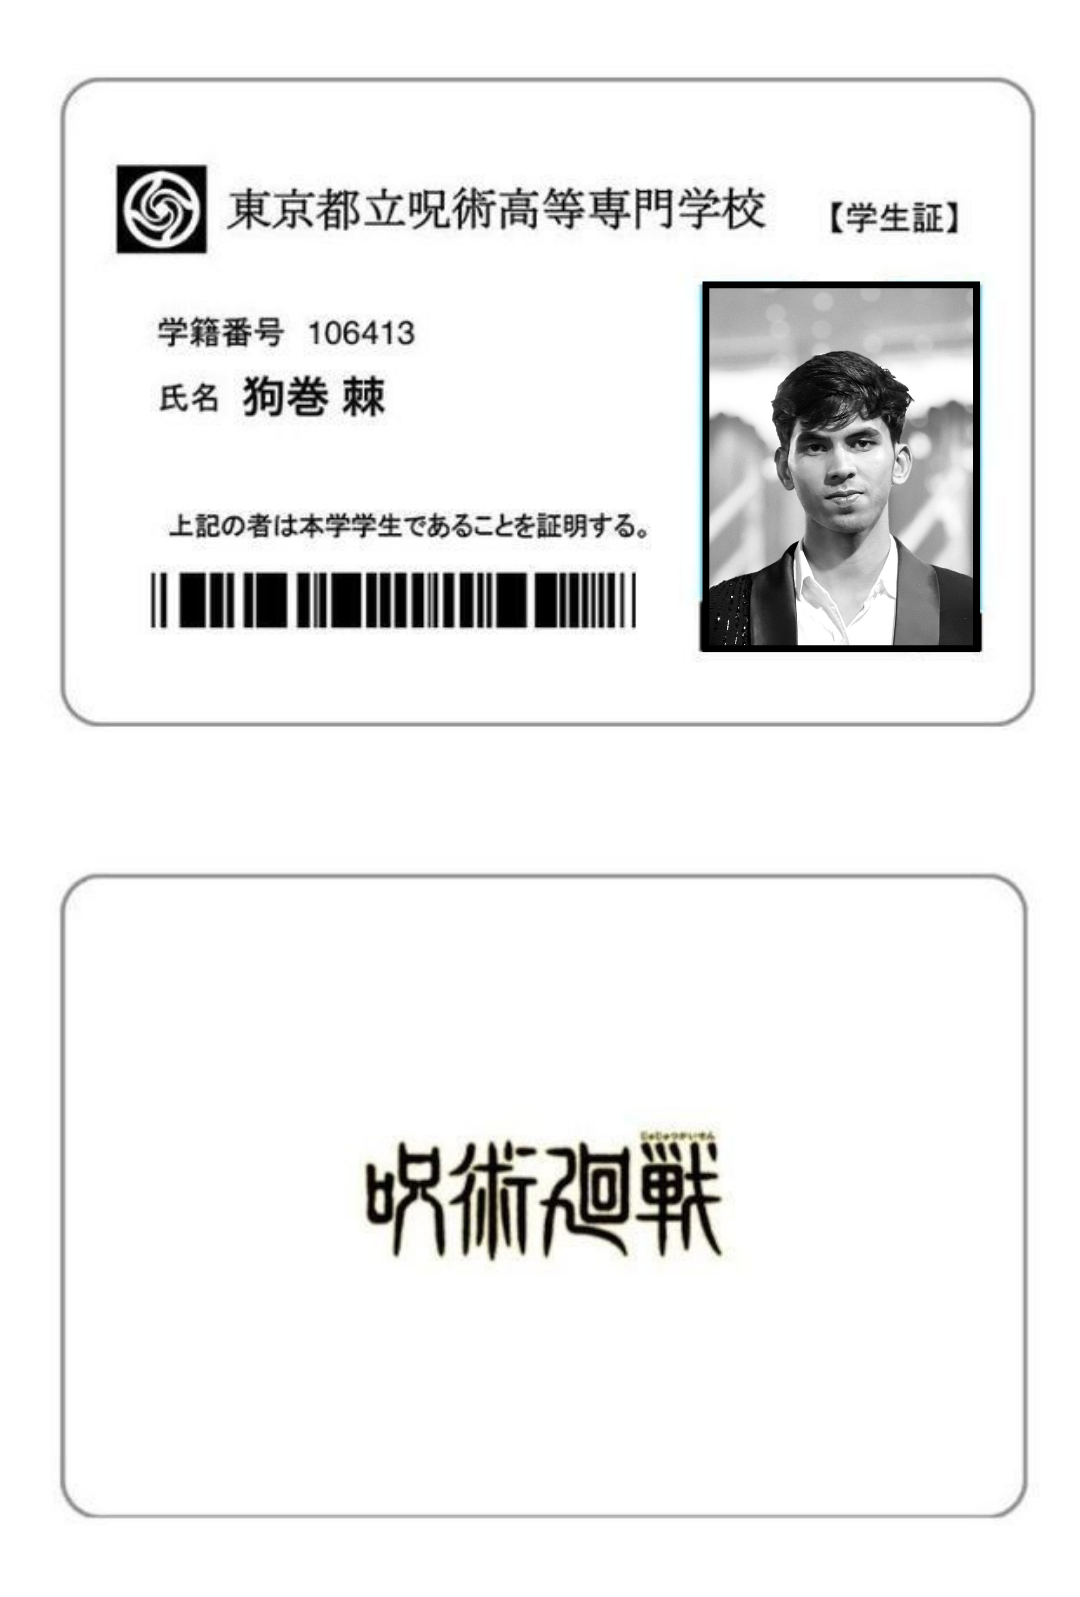 東京都立呪術高等専門学校 【学生証】
学籍番号 106413
氏名 狗巻 棘
上記の者は本学学生であることを証明する。
じゅじゅつかいせん
呪術廻戦